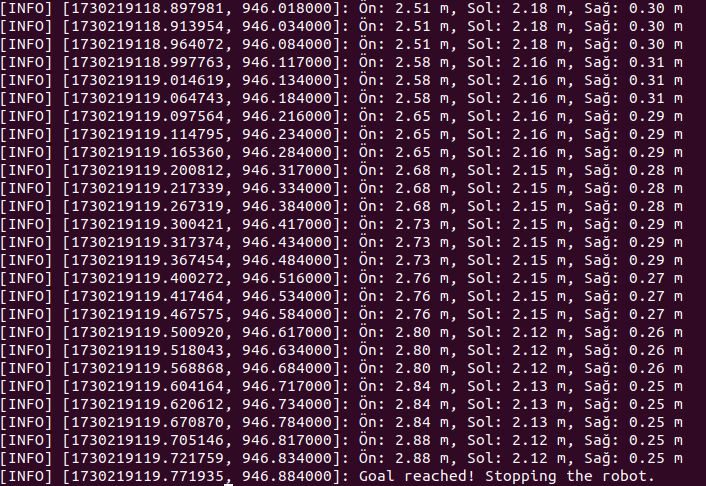 [INFO] [1730219118.897981, 946.018000]: Ön: 2.51 m, Sol: 2.18 m, Sağ: 0.30 m
[INFO] [1730219118.913954, 946.034000]: Ön: 2.51 m, Sol: 2.18 m, Sağ: 0.30 m
[INFO] [1730219118.964072, 946.084000]: Ön: 2.51 m, Sol: 2.18 m, Sağ: 0.30 m
[INFO] [1730219118.997763, 946.117000]: Ön: 2.58 m, Sol: 2.16 m, Sağ: 0.31 m
[INFO] [1730219119.014619, 946.134000]: Ön: 2.58 m, Sol: 2.16 m, Sağ: 0.31 m
[INFO] [1730219119.064743, 946.184000]: Ön: 2.58 m, Sol: 2.16 m, Sağ: 0.31 m
[INFO] [1730219119.097564, 946.216000]: Ön: 2.65 m, Sol: 2.16 m, Sağ: 0.29 m
[INFO] [1730219119.114795, 946.234000]: Ön: 2.65 m, Sol: 2.16 m, Sağ: 0.29 m
[INFO] [1730219119.165360, 946.284000]: Ön: 2.65 m, Sol: 2.16 m, Sağ: 0.29 m
[INFO] [1730219119.200812, 946.317000]: Ön: 2.68 m, Sol: 2.15 m, Sağ: 0.28 m
[INFO] [1730219119.217339, 946.334000]: Ön: 2.68 m, Sol: 2.15 m, Sağ: 0.28 m
[INFO] [1730219119.267319, 946.384000]: Ön: 2.68 m, Sol: 2.15 m, Sağ: 0.28 m
[INFO] [1730219119.300421, 946.417000]: Ön: 2.73 m, Sol: 2.15 m, Sağ: 0.29 m
[INFO] [1730219119.317374, 946.434000]: Ön: 2.73 m, Sol: 2.15 m, Sağ: 0.29 m
[INFO] [1730219119.367454, 946.484000]: Ön: 2.73 m, Sol: 2.15 m, Sağ: 0.29 m
[INFO] [1730219119.400272, 946.516000]: Ön: 2.76 m, Sol: 2.15 m, Sağ: 0.27 m
[INFO] [1730219119.417464, 946.534000]: Ön: 2.76 m, Sol: 2.15 m, Sağ: 0.27 m
[INFO] [1730219119.467575, 946.584000]: Ön: 2.76 m, Sol: 2.15 m, Sağ: 0.27 m
[INFO] [1730219119.500920, 946.617000]: Ön: 2.80 m, Sol: 2.12 m, Sağ: 0.26 m
[INFO] [1730219119.518043, 946.634000]: Ön: 2.80 m, Sol: 2.12 m, Sağ: 0.26 m
[INFO] [1730219119.568868, 946.684000]: Ön: 2.80 m, Sol: 2.12 m, Sağ: 0.26 m
[INFO] [1730219119.604164, 946.717000]: Ön: 2.84 m, Sol: 2.13 m, Sağ: 0.25 m
[INFO] [1730219119.620612, 946.734000]: Ön: 2.84 m, Sol: 2.13 m, Sağ: 0.25 m
[INFO] [1730219119.670870, 946.784000]: Ön: 2.84 m, Sol: 2.13 m, Sağ: 0.25 m
[INFO] [1730219119.705146, 946.817000]: Ön: 2.88 m, Sol: 2.12 m, Sağ: 0.25 m
[INFO] [1730219119.721759, 946.834000]: Ön: 2.88 m, Sol: 2.12 m, Sağ: 0.25 m
[INFO] [1730219119.771935, 946.884000]: Goal reached! Stopping the robot.